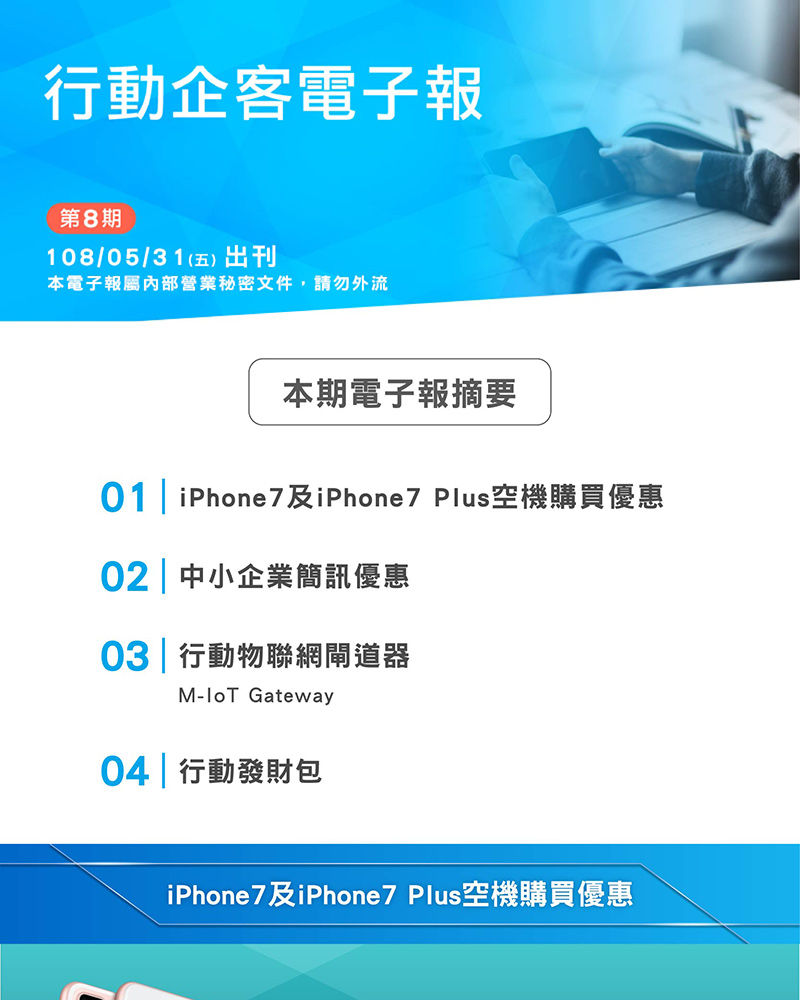 行動企客電子報
第8期
108/05/31(五) 出刊
本電子報屬內部營業秘密文件，請勿外流
本期電子報摘要
01 iPhone7及iPhone7 Plus空機購買優惠
02 中小企業簡訊優惠
03 行動物聯網閘道器
M-IoT Gateway
04 行動發財包
iPhone7及iPhone7 Plus空機購買優惠